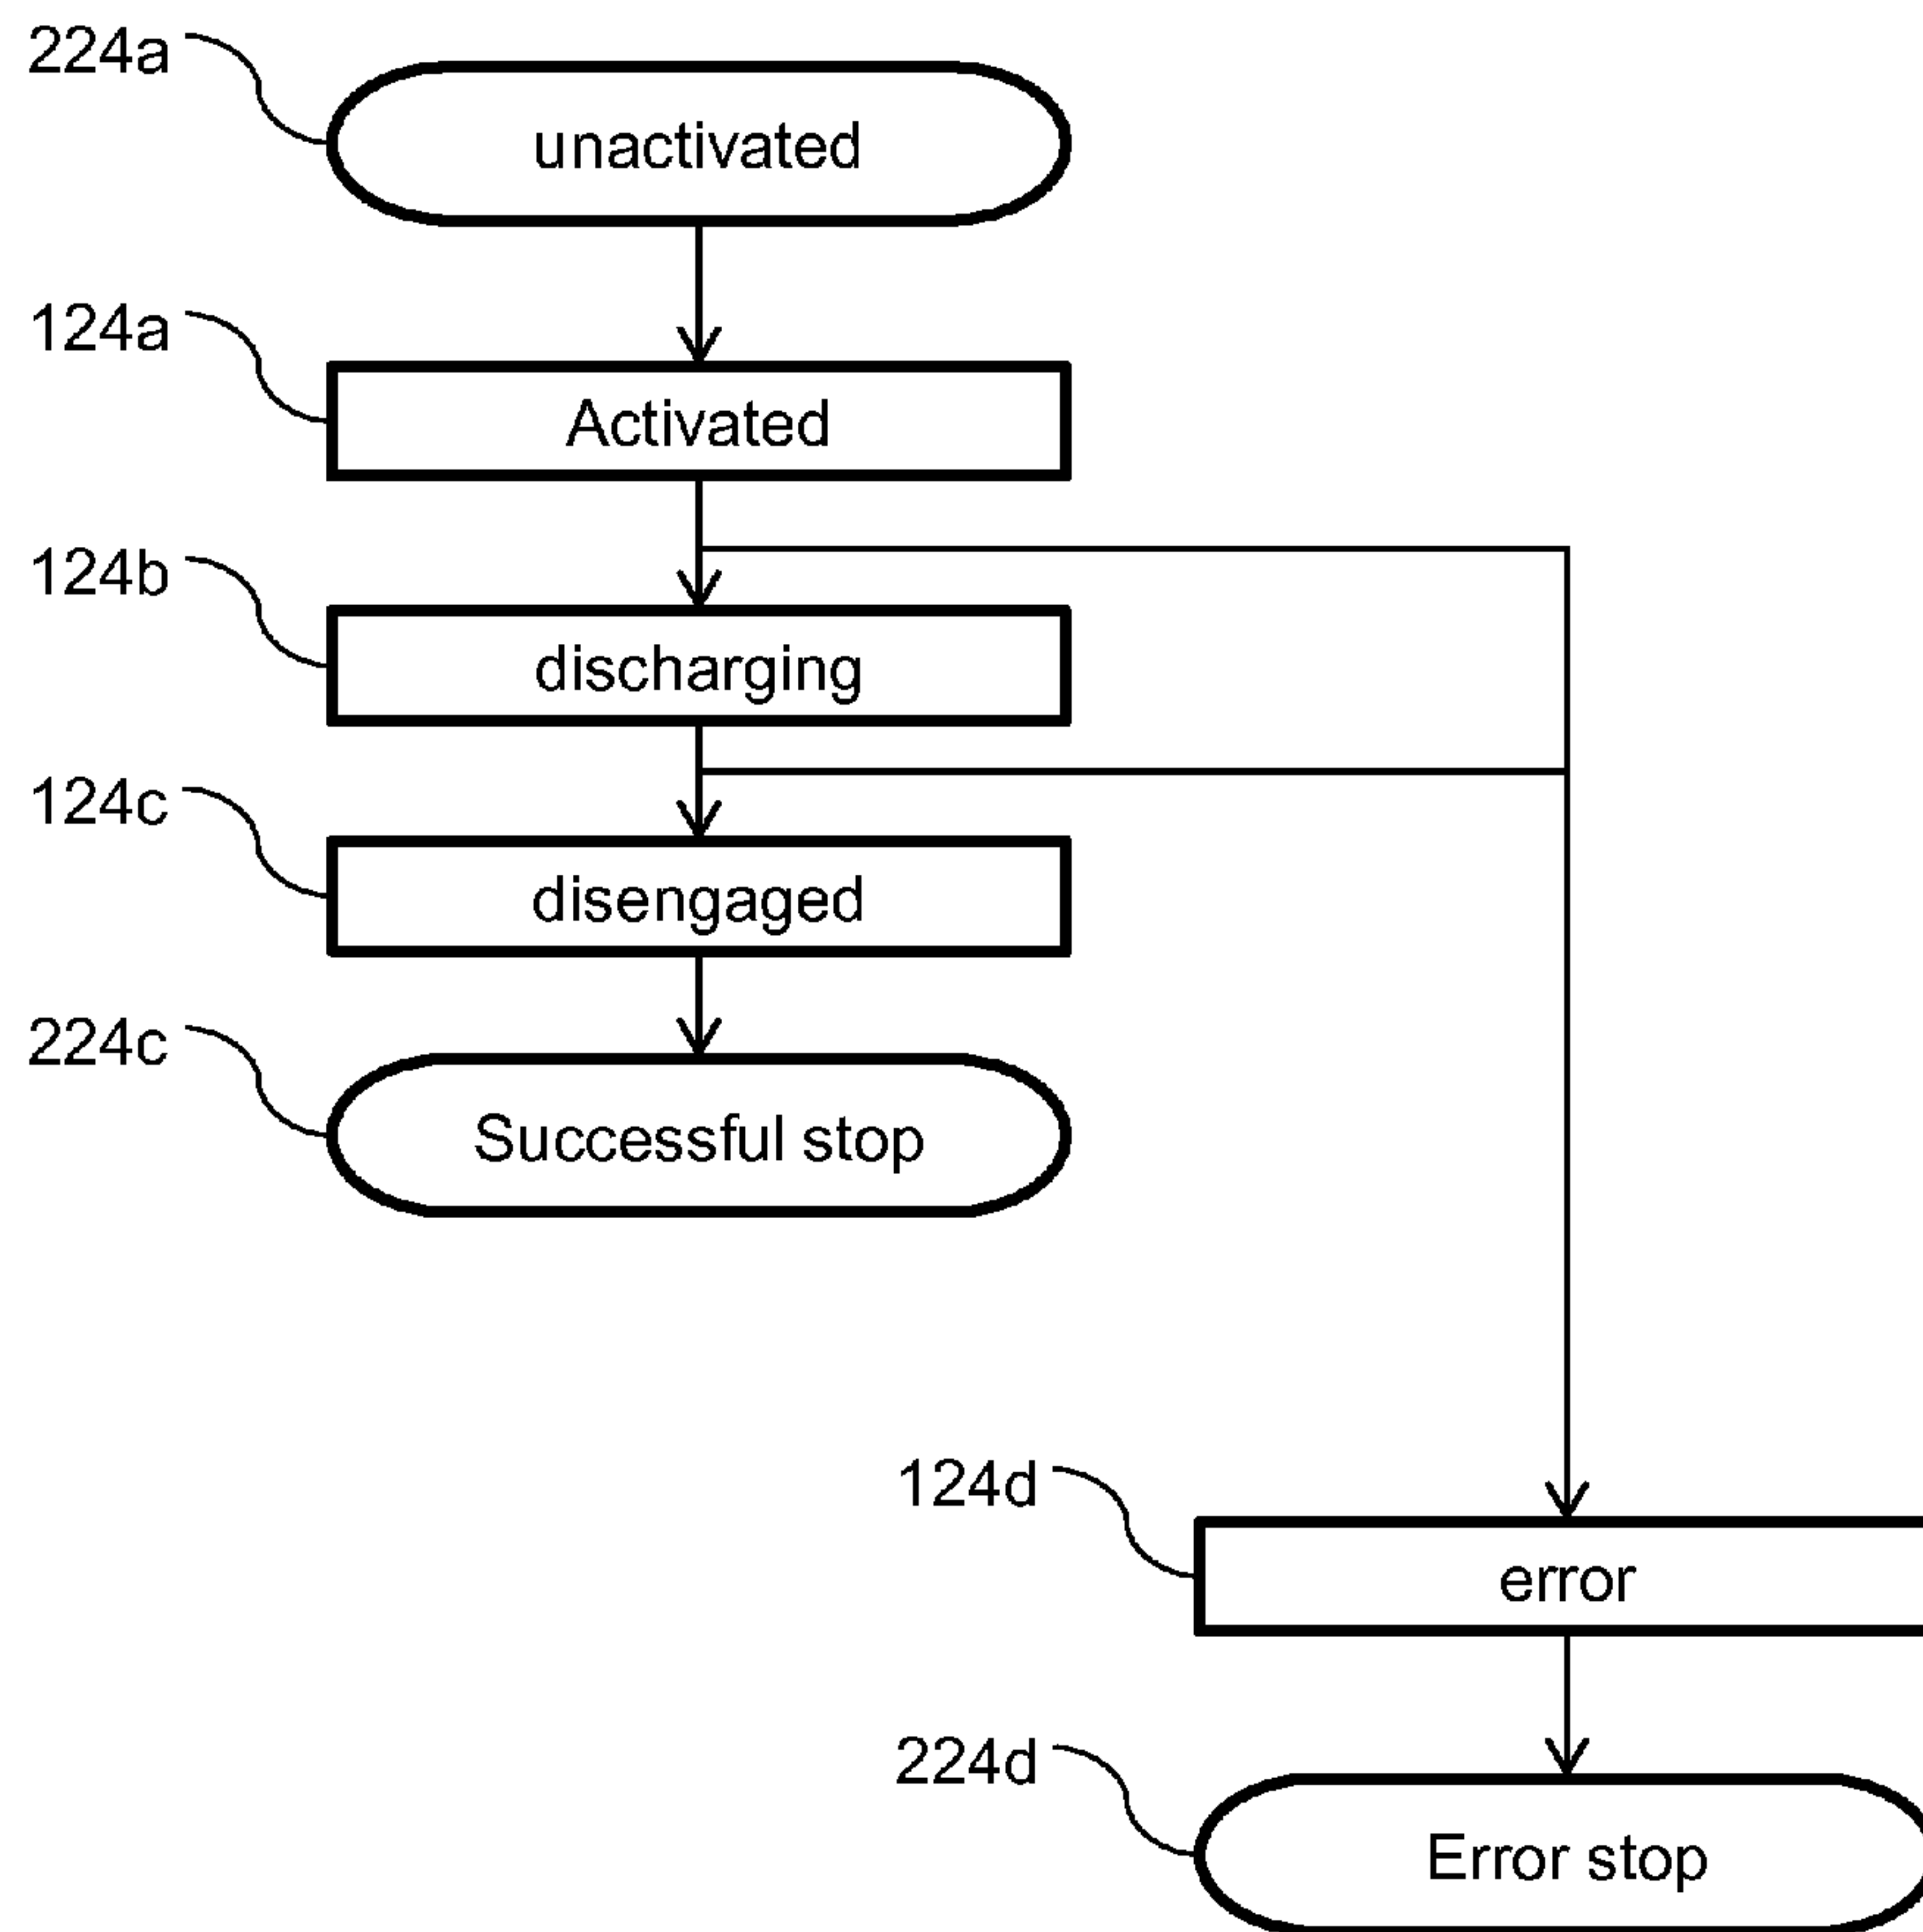 224a
unactivated
124a
Activated
124b
discharging
124c
disengaged
224c
Successful stop
124d
error
224d
Error stop